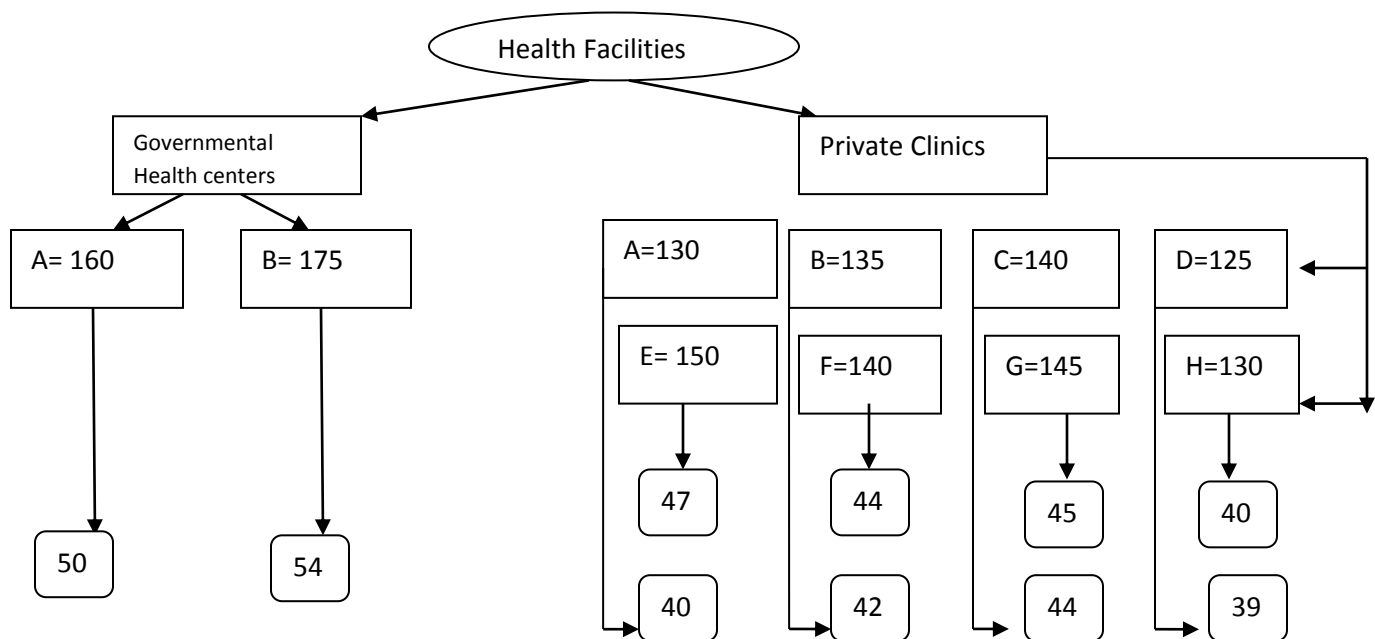 Health Facilities
Governmental
Health centers
Private Clinics
A= 160
B= 175
A=130
B=135
C=140
D=125
E= 150
F=140
G=145
H=130
47
44
45
40
50
54
40
42
44
39